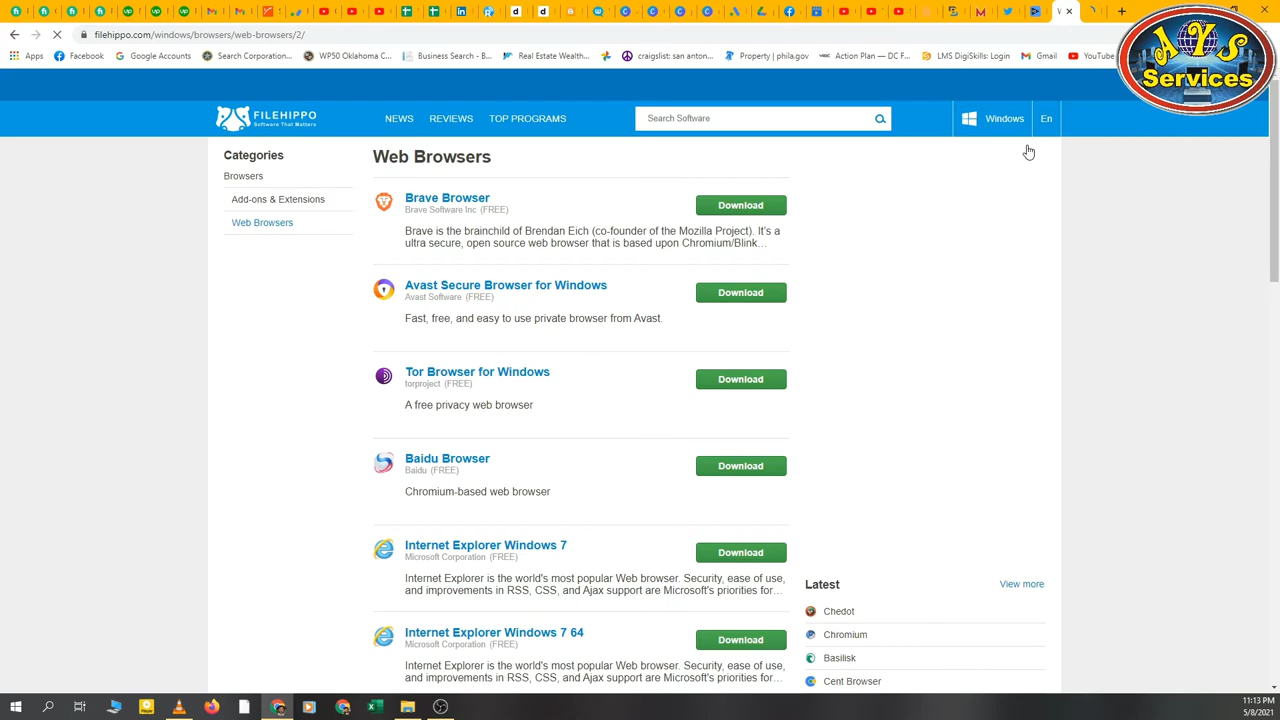 filehippo.com/windows/browsers/web-browsers/2/
Apps
Facebook
Google Accounts
Search Corporation...
WP50 Oklahoma C...
Business Search - B...
Real Estate Wealth...
craigslist: san anton...
Property | phila.gov
Action Plan — DC F...
LMS DigiSkills: Login
Gmail
YouTube
AYS
Services
FILEHIPPO
Software That Matters
NEWS
REVIEWS
TOP PROGRAMS
Search Software
Windows
En
Categories
Browsers
Add-ons & Extensions
Web Browsers
Web Browsers
Brave Browser
Brave Software Inc (FREE)
Download
Brave is the brainchild of Brendan Eich (co-founder of the Mozilla Project). It's a
ultra secure, open source web browser that is based upon Chromium/Blink...
Avast Secure Browser for Windows
Avast Software (FREE)
Download
Fast, free, and easy to use private browser from Avast.
Tor Browser for Windows
torproject (FREE)
Download
A free privacy web browser
Baidu Browser
Baidu (FREE)
Download
Chromium-based web browser
Internet Explorer Windows 7
Microsoft Corporation (FREE)
Download
Internet Explorer is the world's most popular Web browser. Security, ease of use,
and improvements in RSS, CSS, and Ajax support are Microsoft's priorities for...
Internet Explorer Windows 7 64
Microsoft Corporation (FREE)
Download
Internet Explorer is the world's most popular Web browser. Security, ease of use,
and improvements in RSS, CSS, and Ajax support are Microsoft's priorities for...
Latest
View more
Chedot
Chromium
Basilisk
Cent Browser
11:13 PM
5/8/2021